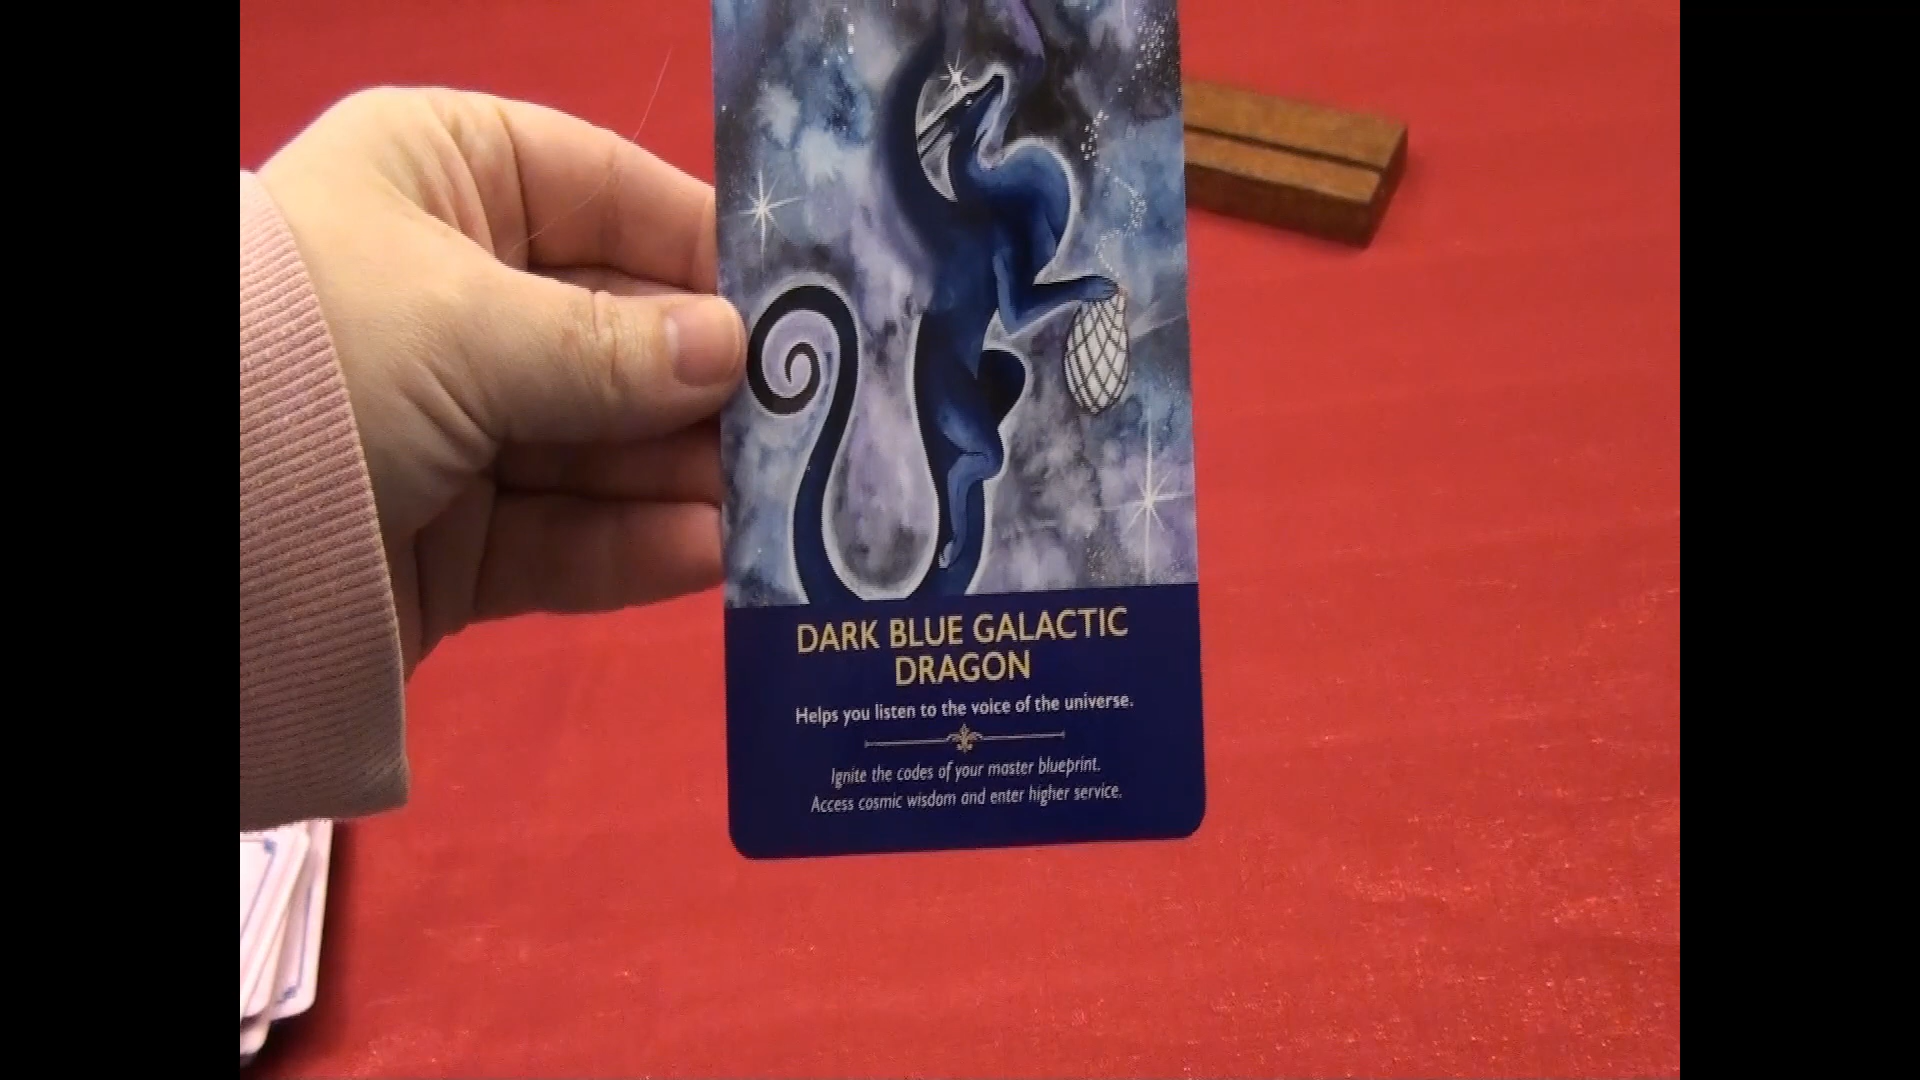 DARK BLUE GALACTIC
DRAGON
Helps you listen to the voice of the universe.
Ignite the codes of your master blueprint.
Access cosmic wisdom and enter higher service.